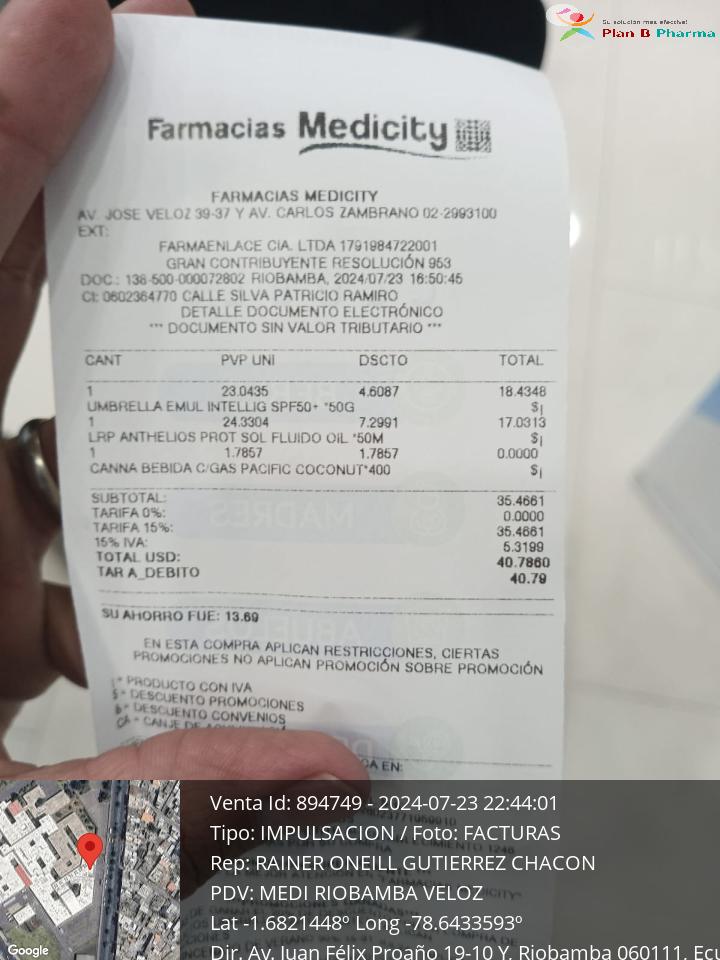 Su solución más efectiva!
Plan B Pharma
Farmacias Medicity
FARMACIAS MEDICITY
AV. JOSE VELOZ 39-37 Y AV. CARLOS ZAMBRANO 02-2993100
EXT:
FARMAENLACE CIA. LTDA 1791984722001
GRAN CONTRIBUYENTE RESOLUCIÓN 953
DOC.: 138-500-000072802 RIOBAMBA, 2024/07/23 16:50:45
CI: 0602364770 CALLE SILVA PATRICIO RAMIRO
DETALLE DOCUMENTO ELECTRÓNICO
*** DOCUMENTO SIN VALOR TRIBUTARIO ***
CANT PVP UNI DSCTO TOTAL
1 23.0435 4.6087 18.4348
UMBRELLA EMUL INTELLIG SPF50+ *50G $¡
1 24.3304 7.2991 17.0313
LRP ANTHELIOS PROT SOL FLUIDO OIL *50M $¡
1 1.7857 1.7857 0.0000
CANNA BEBIDA C/GAS PACIFIC COCONUT*400 $¡
SUBTOTAL: 35.4661
TARIFA 0%: 0.0000
TARIFA 15%: 35.4661
15% IVA: 5.3199
TOTAL USD: 40.7860
TAR A_DEBITO 40.79
SU AHORRO FUE: 13.69
EN ESTA COMPRA APLICAN RESTRICCIONES, CIERTAS
PROMOCIONES NO APLICAN PROMOCIÓN SOBRE PROMOCIÓN
¡* PRODUCTO CON IVA
$* DESCUENTO PROMOCIONES
DESCUENTO CONVENIOS
CANJE DE
EN:
Venta Id: 894749 - 2024-07-23 22:44:01
Tipo: IMPULSACION / Foto: FACTURAS
Rep: RAINER ONEILL GUTIERREZ CHACON
PDV: MEDI RIOBAMBA VELOZ
Lat -1.6821448º Long -78.6433593º
Dir. Av. Juan Félix Proaño 19-10 Y, Riobamba 060111, Ecu
Google